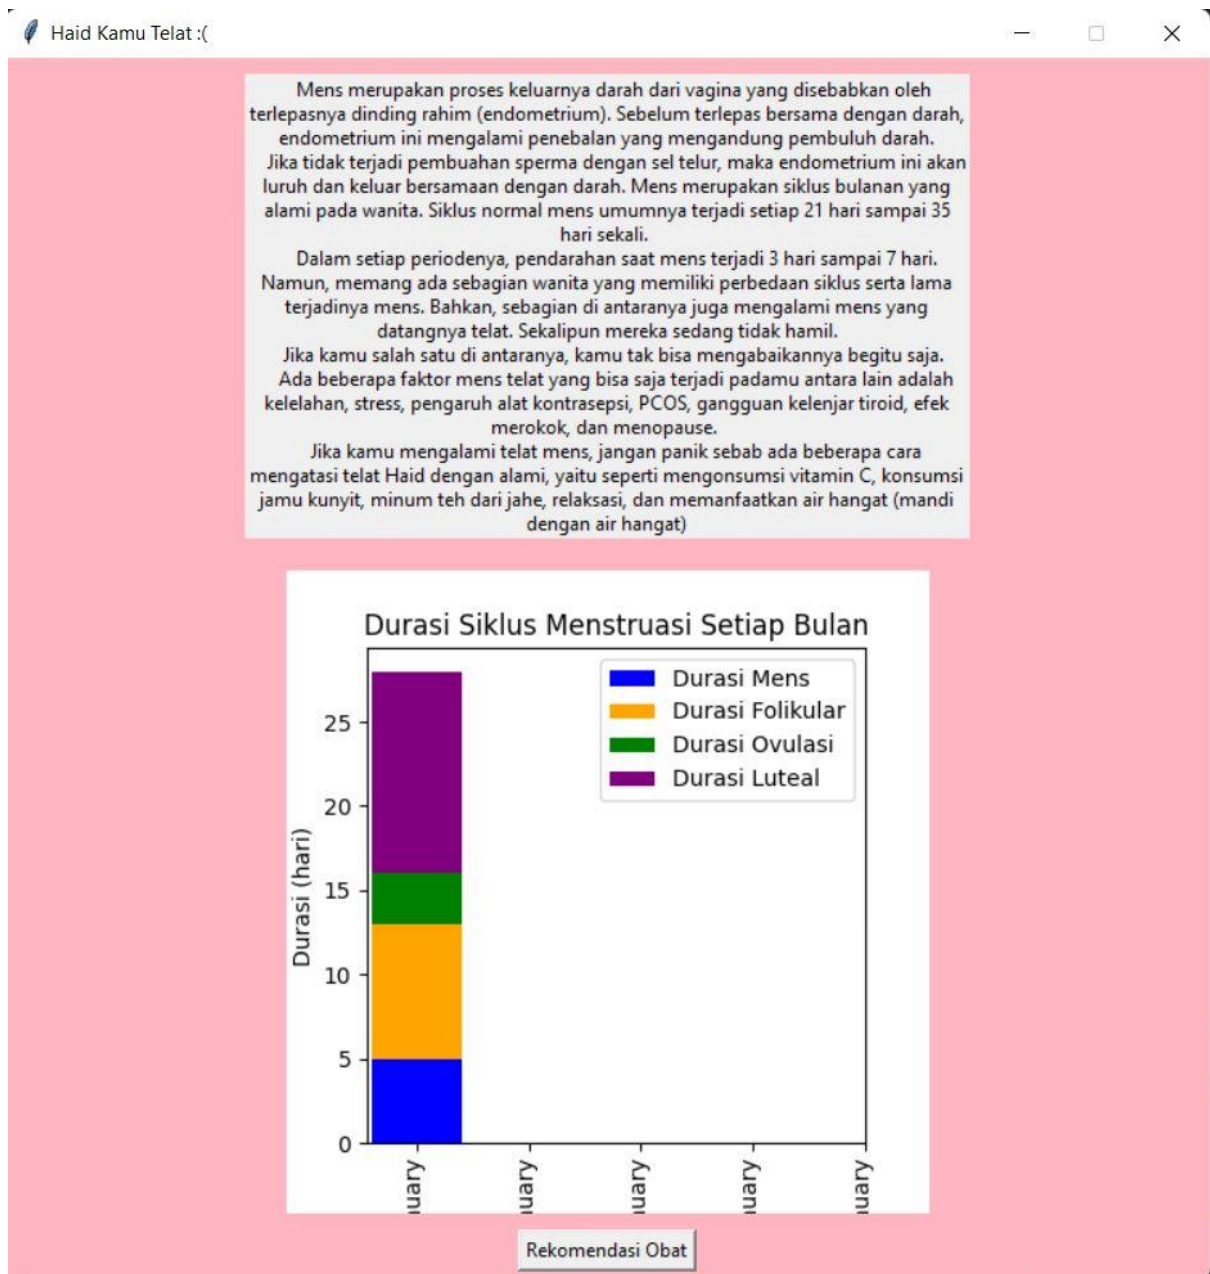 Haid Kamu Telat :(
Mens merupakan proses keluarnya darah dari vagina yang disebabkan oleh
terlepasnya dinding rahim (endometrium). Sebelum terlepas bersama dengan darah,
endometrium ini mengalami penebalan yang mengandung pembuluh darah.
Jika tidak terjadi pembuahan sperma dengan sel telur, maka endometrium ini akan
luruh dan keluar bersamaan dengan darah. Mens merupakan siklus bulanan yang
alami pada wanita. Siklus normal mens umumnya terjadi setiap 21 hari sampai 35
hari sekali.
Dalam setiap periodenya, pendarahan saat mens terjadi 3 hari sampai 7 hari.
Namun, memang ada sebagian wanita yang memiliki perbedaan siklus serta lama
terjadinya mens. Bahkan, sebagian di antaranya juga mengalami mens yang
datangnya telat. Sekalipun mereka sedang tidak hamil.
Jika kamu salah satu di antaranya, kamu tak bisa mengabaikannya begitu saja.
Ada beberapa faktor mens telat yang bisa saja terjadi padamu antara lain adalah
kelelahan, stress, pengaruh alat kontrasepsi, PCOS, gangguan kelenjar tiroid, efek
merokok, dan menopause.
Jika kamu mengalami telat mens, jangan panik sebab ada beberapa cara
mengatasi telat Haid dengan alami, yaitu seperti mengonsumsi vitamin C, konsumsi
jamu kunyit, minum teh dari jahe, relaksasi, dan memanfaatkan air hangat (mandi
dengan air hangat)
Durasi Siklus Menstruasi Setiap Bulan
Durasi Mens
Durasi Folikular
Durasi Ovulasi
Durasi Luteal
Durasi (hari)
25
20
15
10
5
0
Rekomendasi Obat